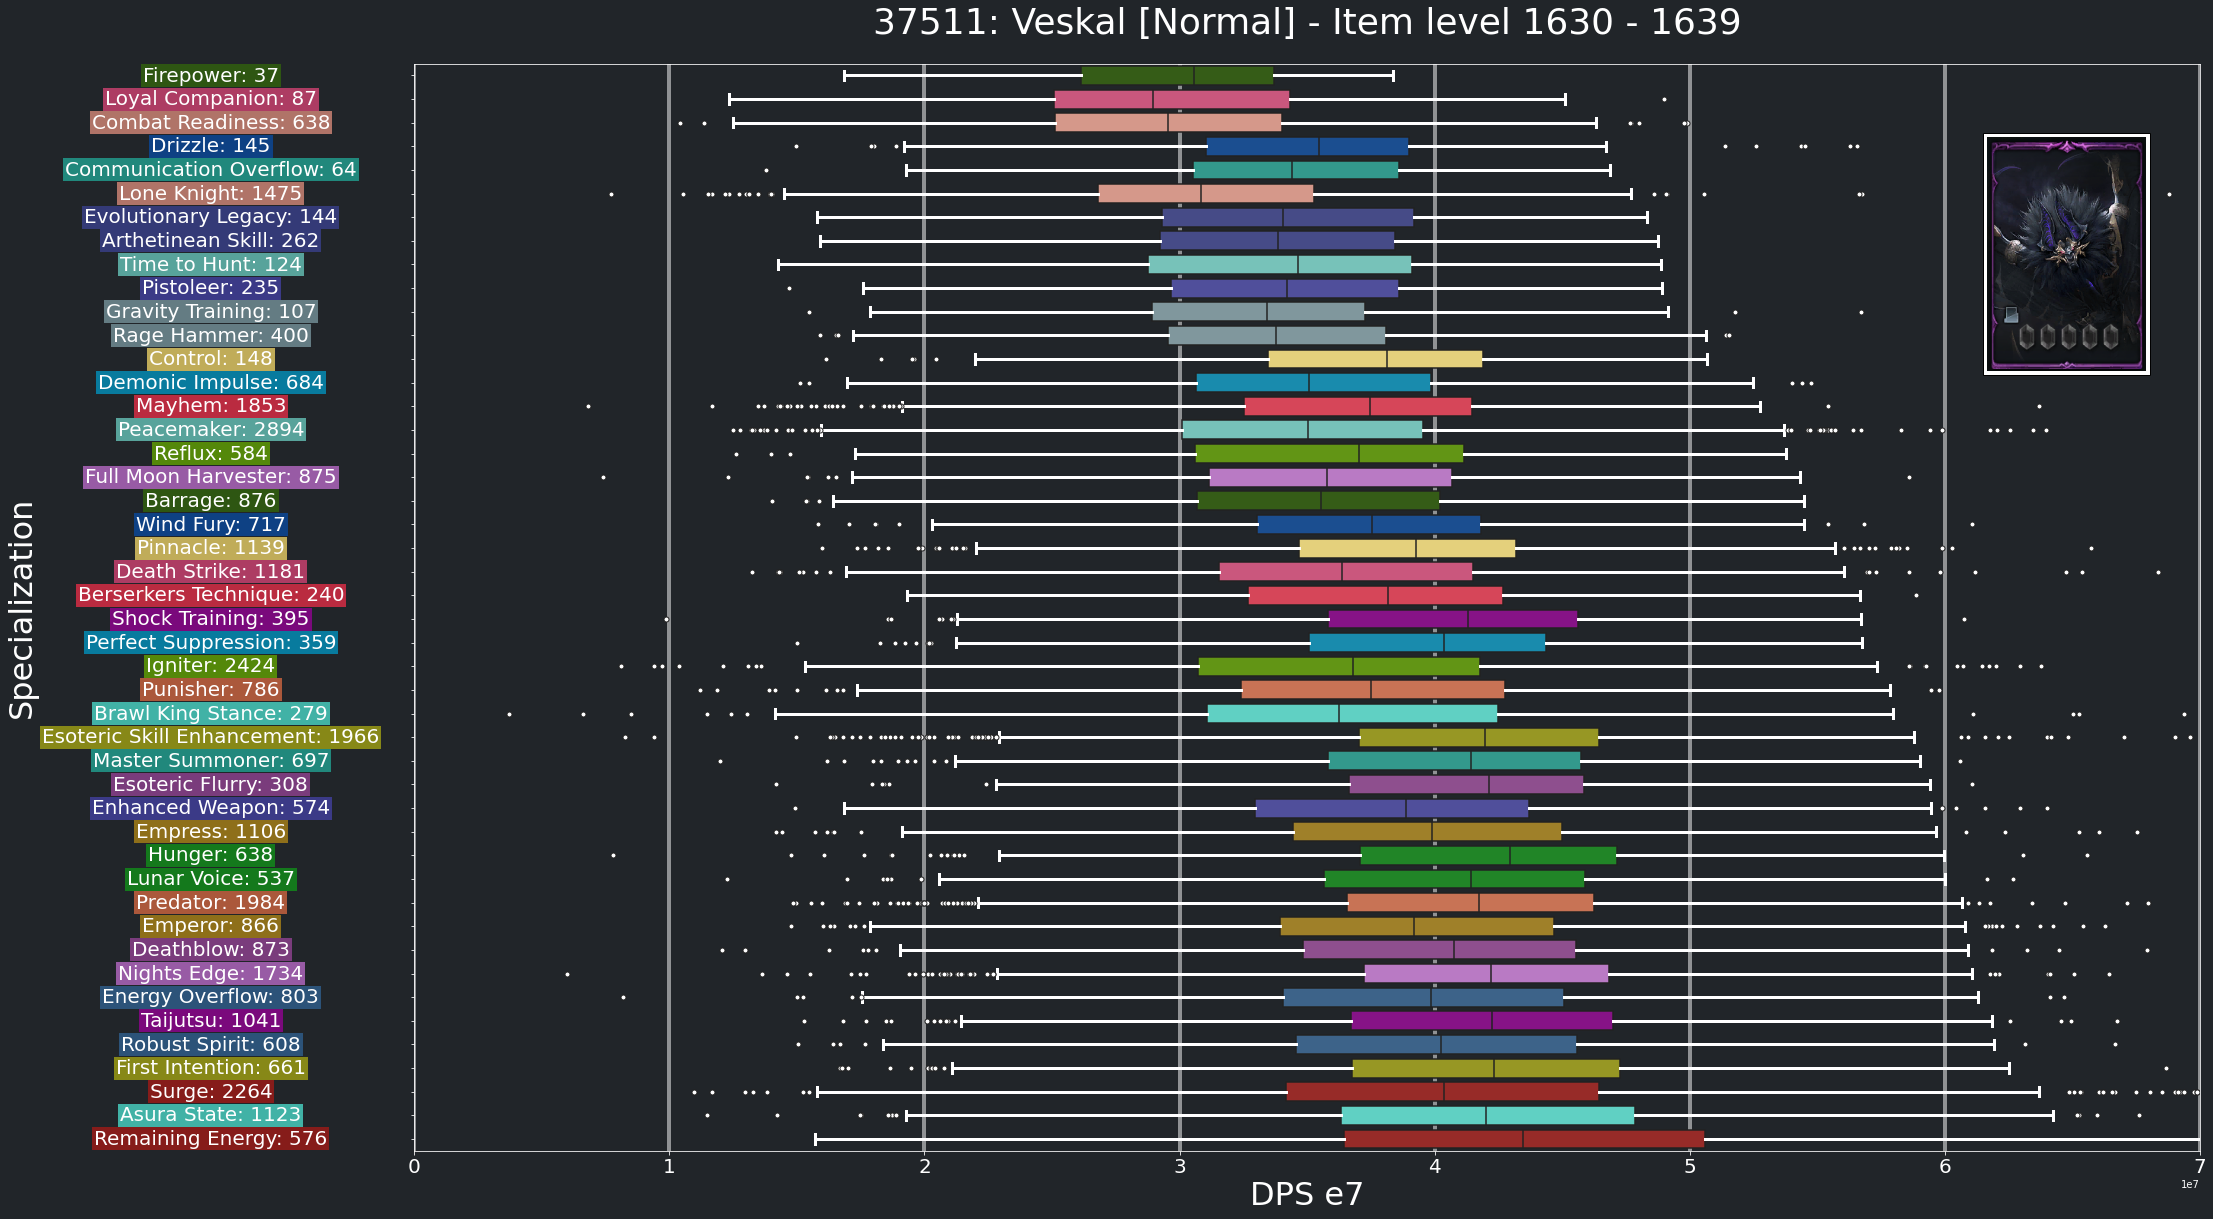 37511: Veskal [Normal] - Item level 1630 - 1639
Firepower: 37
Loyal Companion: 87
Combat Readiness: 638
Drizzle: 145
Communication Overflow: 64
Lone Knight: 1475
Evolutionary Legacy: 144
Arthetinean Skill: 262
Time to Hunt: 124
Pistoleer: 235
Gravity Training: 107
Rage Hammer: 400
Control: 148
Demonic Impulse: 684
Mayhem: 1853
Peacemaker: 2894
Reflux: 584
Full Moon Harvester: 875
Barrage: 876
Wind Fury: 717
Pinnacle: 1139
Death Strike: 1181
Berserkers Technique: 240
Shock Training: 395
Perfect Suppression: 359
Igniter: 2424
Punisher: 786
Brawl King Stance: 279
Esoteric Skill Enhancement: 1966
Master Summoner: 697
Esoteric Flurry: 308
Enhanced Weapon: 574
Empress: 1106
Hunger: 638
Lunar Voice: 537
Predator: 1984
Emperor: 866
Deathblow: 873
Nights Edge: 1734
Energy Overflow: 803
Taijutsu: 1041
Robust Spirit: 608
First Intention: 661
Surge: 2264
Asura State: 1123
Remaining Energy: 576
Specialization
0 1 2 3 4 5 6 7
1e7
DPS e7